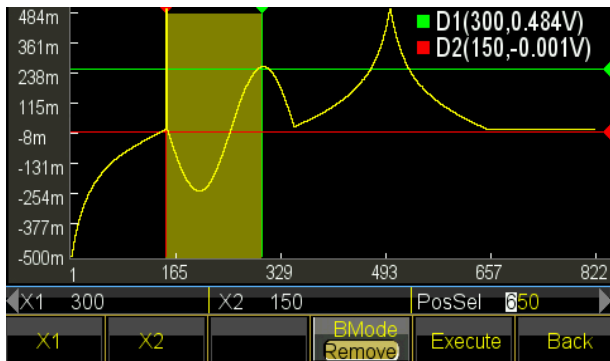 484m
361m
238m
115m
-8m
-131m
-254m
-377m
-500m
D1(300,0.484V)
D2(150,-0.001V)
1 165 329 493 657 822
X1 300 X2 150 PosSel 650
X1 X2 BMode Remove Execute Back